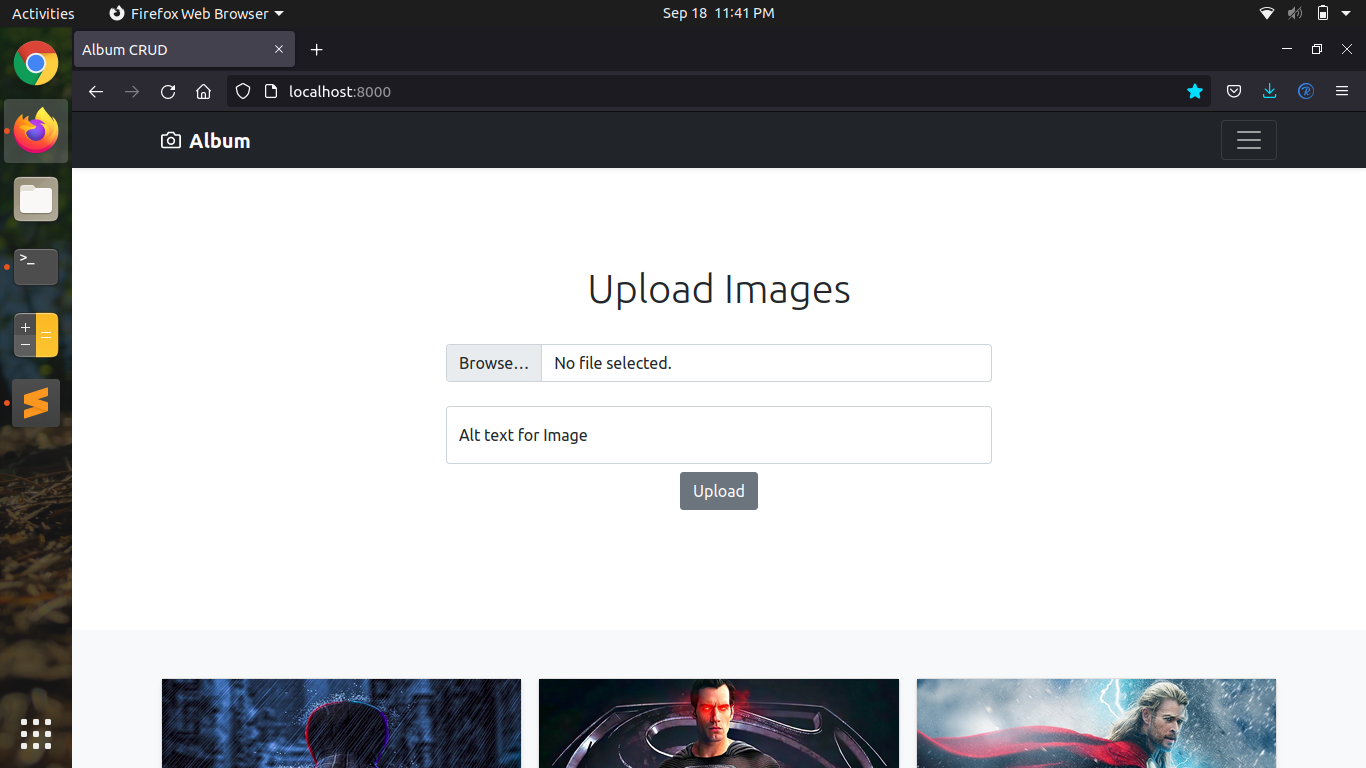 Activities
Firefox Web Browser
Sep 18 11:41 PM
Album CRUD
localhost:8000
Album
Upload Images
Browse…
No file selected.
Alt text for Image
Upload